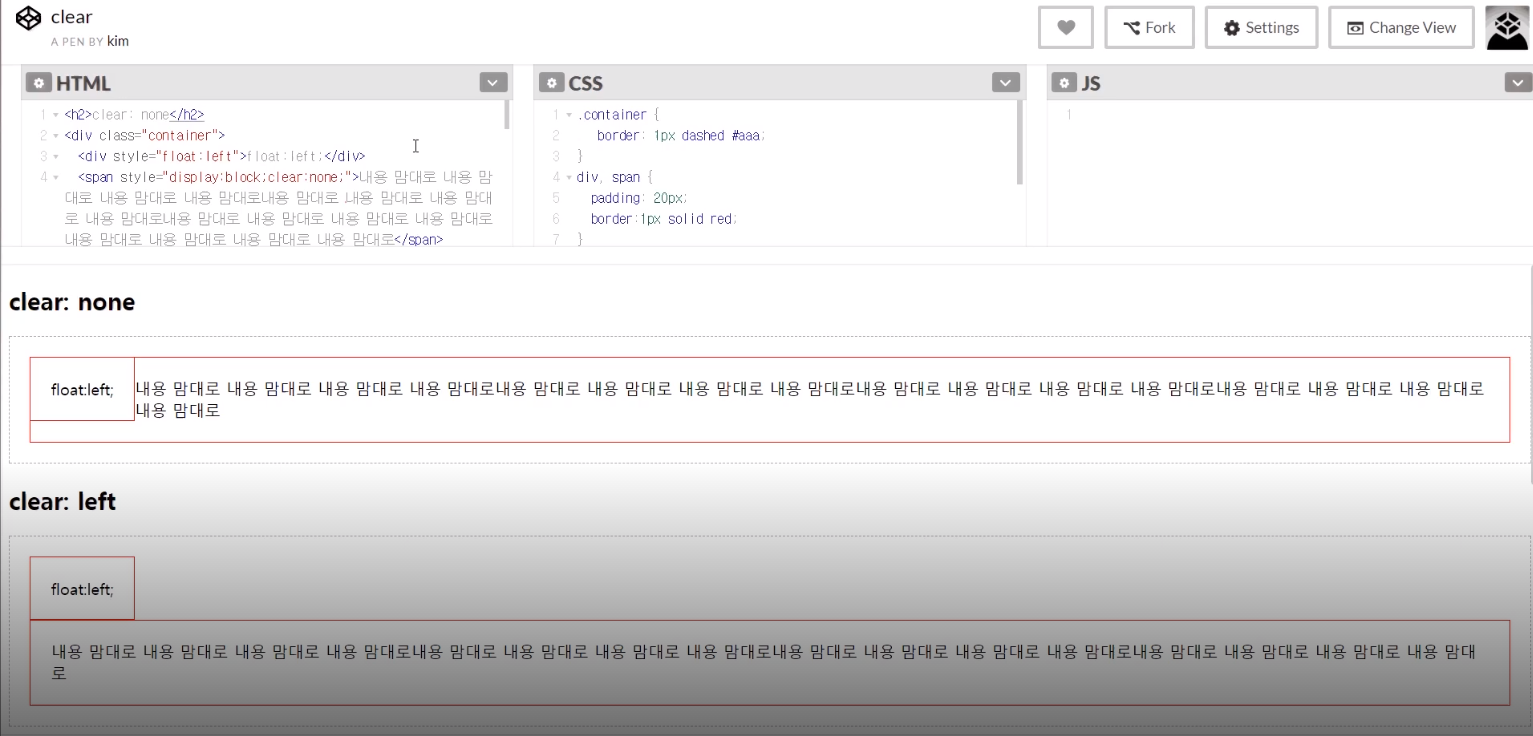 clear
A PEN BY kim
Fork
Settings
Change View
HTML
1 <h2>clear: none</h2>
2 <div class="container">
3 <div style="float:left">float:left;</div>
4 <span style="display:block;clear:none;">내용 맘대로 내용 맘
대로 내용 맘대로 내용 맘대로내용 맘대로 내용 맘대로 내용 맘대
로 내용 맘대로내용 맘대로 내용 맘대로 내용 맘대로 내용 맘대로
내용 맘대로 내용 맘대로 내용 맘대로 내용 맘대로</span>
CSS
1 .container {
2 border: 1px dashed #aaa;
3 }
4 div, span {
5 padding: 20px;
6 border:1px solid red;
7 }
JS
1
clear: none
float:left;
내용 맘대로 내용 맘대로 내용 맘대로 내용 맘대로내용 맘대로 내용 맘대로 내용 맘대로 내용 맘대로내용 맘대로 내용 맘대로 내용 맘대로 내용 맘대로내용 맘대로 내용 맘대로 내용 맘대로
내용 맘대로
clear: left
float:left;
내용 맘대로 내용 맘대로 내용 맘대로 내용 맘대로내용 맘대로 내용 맘대로 내용 맘대로 내용 맘대로내용 맘대로 내용 맘대로 내용 맘대로 내용 맘대로내용 맘대로 내용 맘대로 내용 맘대로 내용 맘대
로